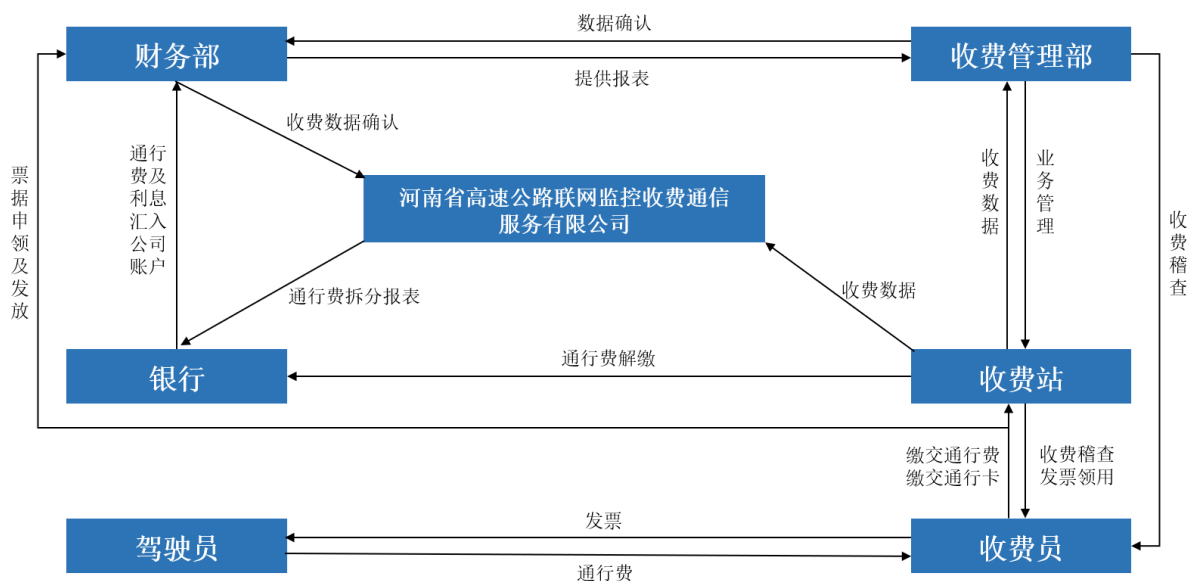 数据确认
财务部
收费管理部
提供报表
收费数据确认
通行
费及
利息
汇入
公司
账户
票据申领及发放
河南省高速公路联网监控收费通信
服务有限公司
收费数据
业务管理
收费稽查
通行费拆分报表
收费数据
通行费解缴
银行
收费站
缴交通行费
缴交通行卡
收费稽查
发票领用
发票
驾驶员
收费员
通行费